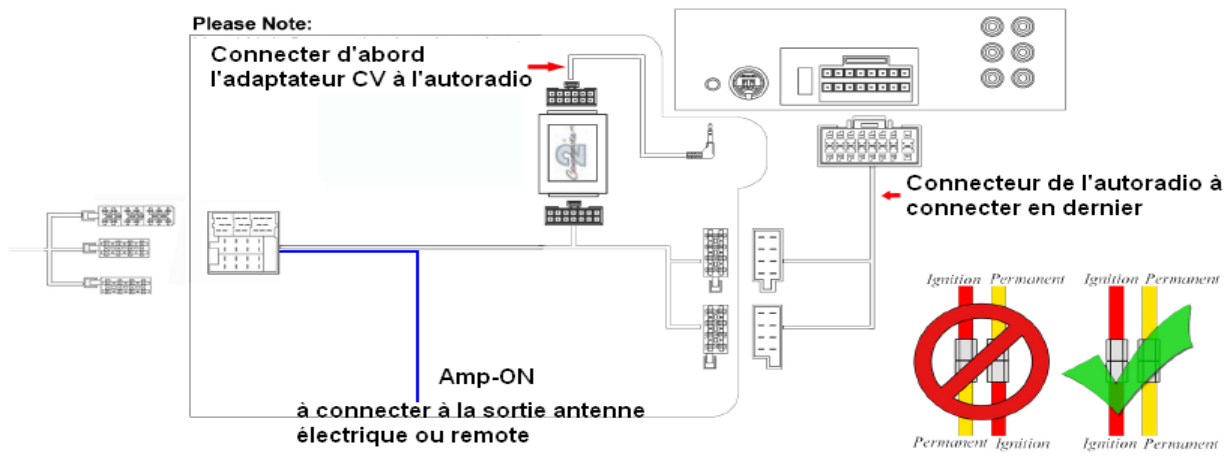 Please Note:
Connecter d'abord
l'adaptateur CV à l'autoradio
Connecteur de l'autoradio à
connecter en dernier
Ignition Permanent
Ignition Permanent
Amp-ON
à connecter à la sortie antenne
électrique ou remote
Permanent Ignition
Ignition Permanent